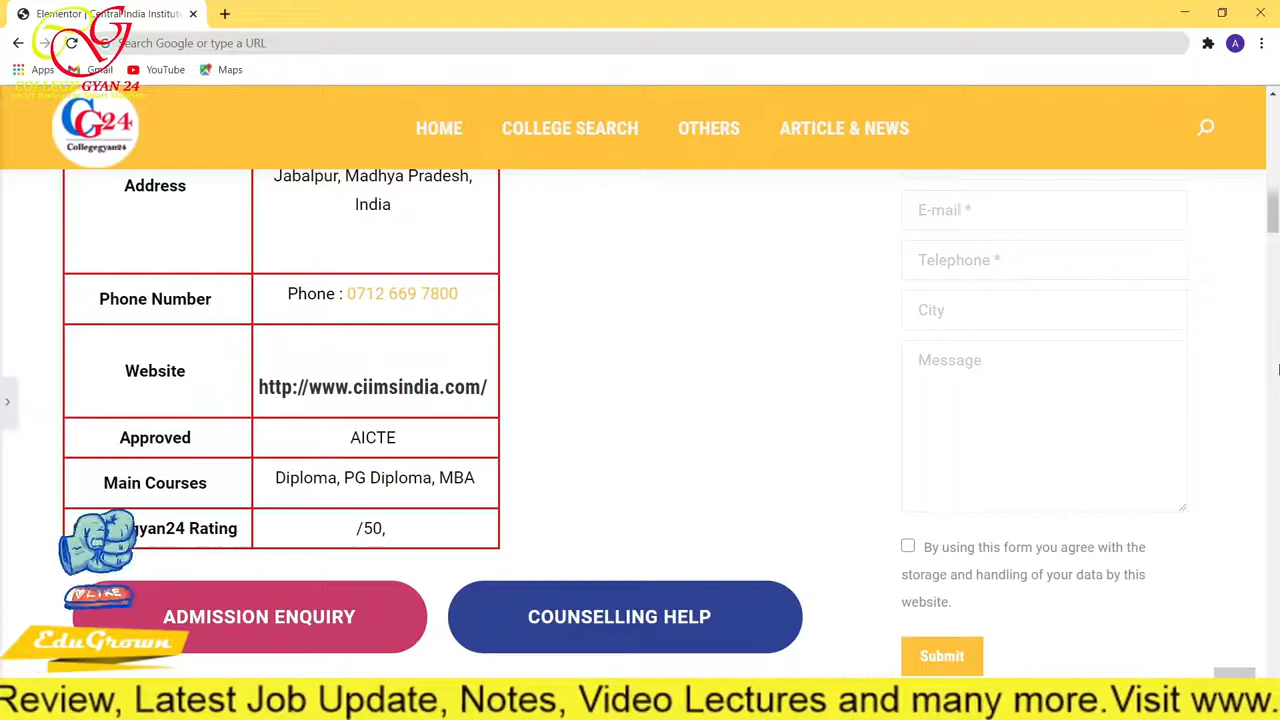 Elementor | Central India Institute
Search Google or type a URL
A
Apps
Gmail
YouTube
Maps
COLLEGE GYAN 24
CG24
Collegegyan24
HOME
COLLEGE SEARCH
OTHERS
ARTICLE & NEWS
Address
Jabalpur, Madhya Pradesh,
India
Phone Number
Phone : 0712 669 7800
Website
http://www.ciimsindia.com/
Approved
AICTE
Main Courses
Diploma, PG Diploma, MBA
gyan24 Rating
/50,
E-mail *
Telephone *
City
Message
By using this form you agree with the
storage and handling of your data by this
website.
Submit
LIKE
ADMISSION ENQUIRY
COUNSELLING HELP
EduGrown
Review, Latest Job Update, Notes, Video Lectures and many more.Visit www.